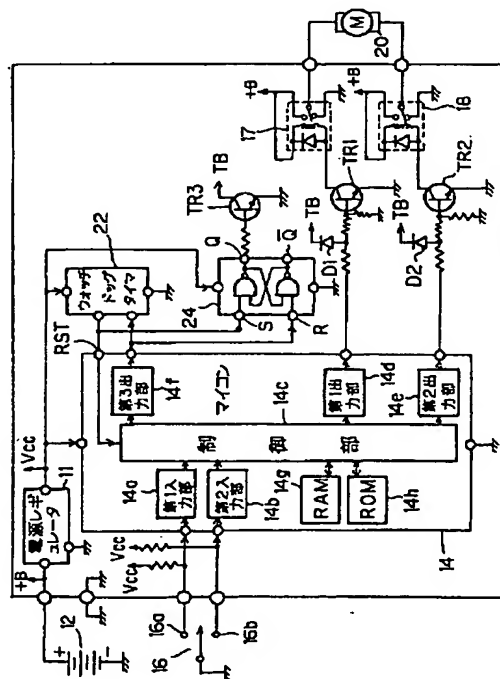 +B
12
+
-
電源レギ
ュレータ
11
Vcc
RST
22
ウォッチ
ドッグ
タイマ
24
S
R
Q
Q̅
TR3
TB
第3出
力部
14f
マイコン
14c
制御部
14a
第1入
力部
第2入
力部
14b
14g
RAM
ROM
14h
第1出
力部
14d
第2出
力部
14e
14
Vcc
Vcc
16a
16
16b
TB
D1
TR1
TB
D2
TR2
17
+B
+B
18
M
20